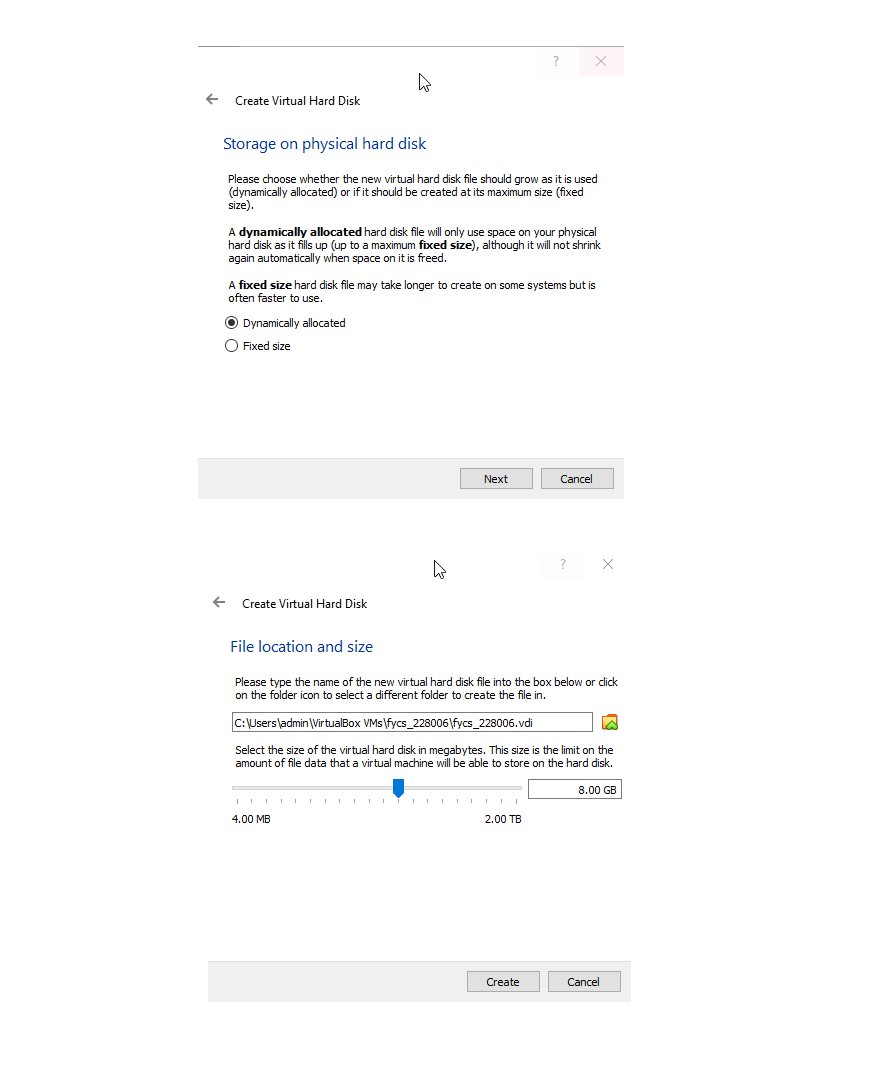 ?
Create Virtual Hard Disk
Storage on physical hard disk
Please choose whether the new virtual hard disk file should grow as it is used
(dynamically allocated) or if it should be created at its maximum size (fixed
size).
A dynamically allocated hard disk file will only use space on your physical
hard disk as it fills up (up to a maximum fixed size), although it will not shrink
again automatically when space on it is freed.
A fixed size hard disk file may take longer to create on some systems but is
often faster to use.
Dynamically allocated
Fixed size
Next Cancel
?
Create Virtual Hard Disk
File location and size
Please type the name of the new virtual hard disk file into the box below or click
on the folder icon to select a different folder to create the file in.
C:\Users\admin\VirtualBox VMs\fycs_228006\fycs_228006.vdi
Select the size of the virtual hard disk in megabytes. This size is the limit on the
amount of file data that a virtual machine will be able to store on the hard disk.
8.00 GB
4.00 MB 2.00 TB
Create Cancel